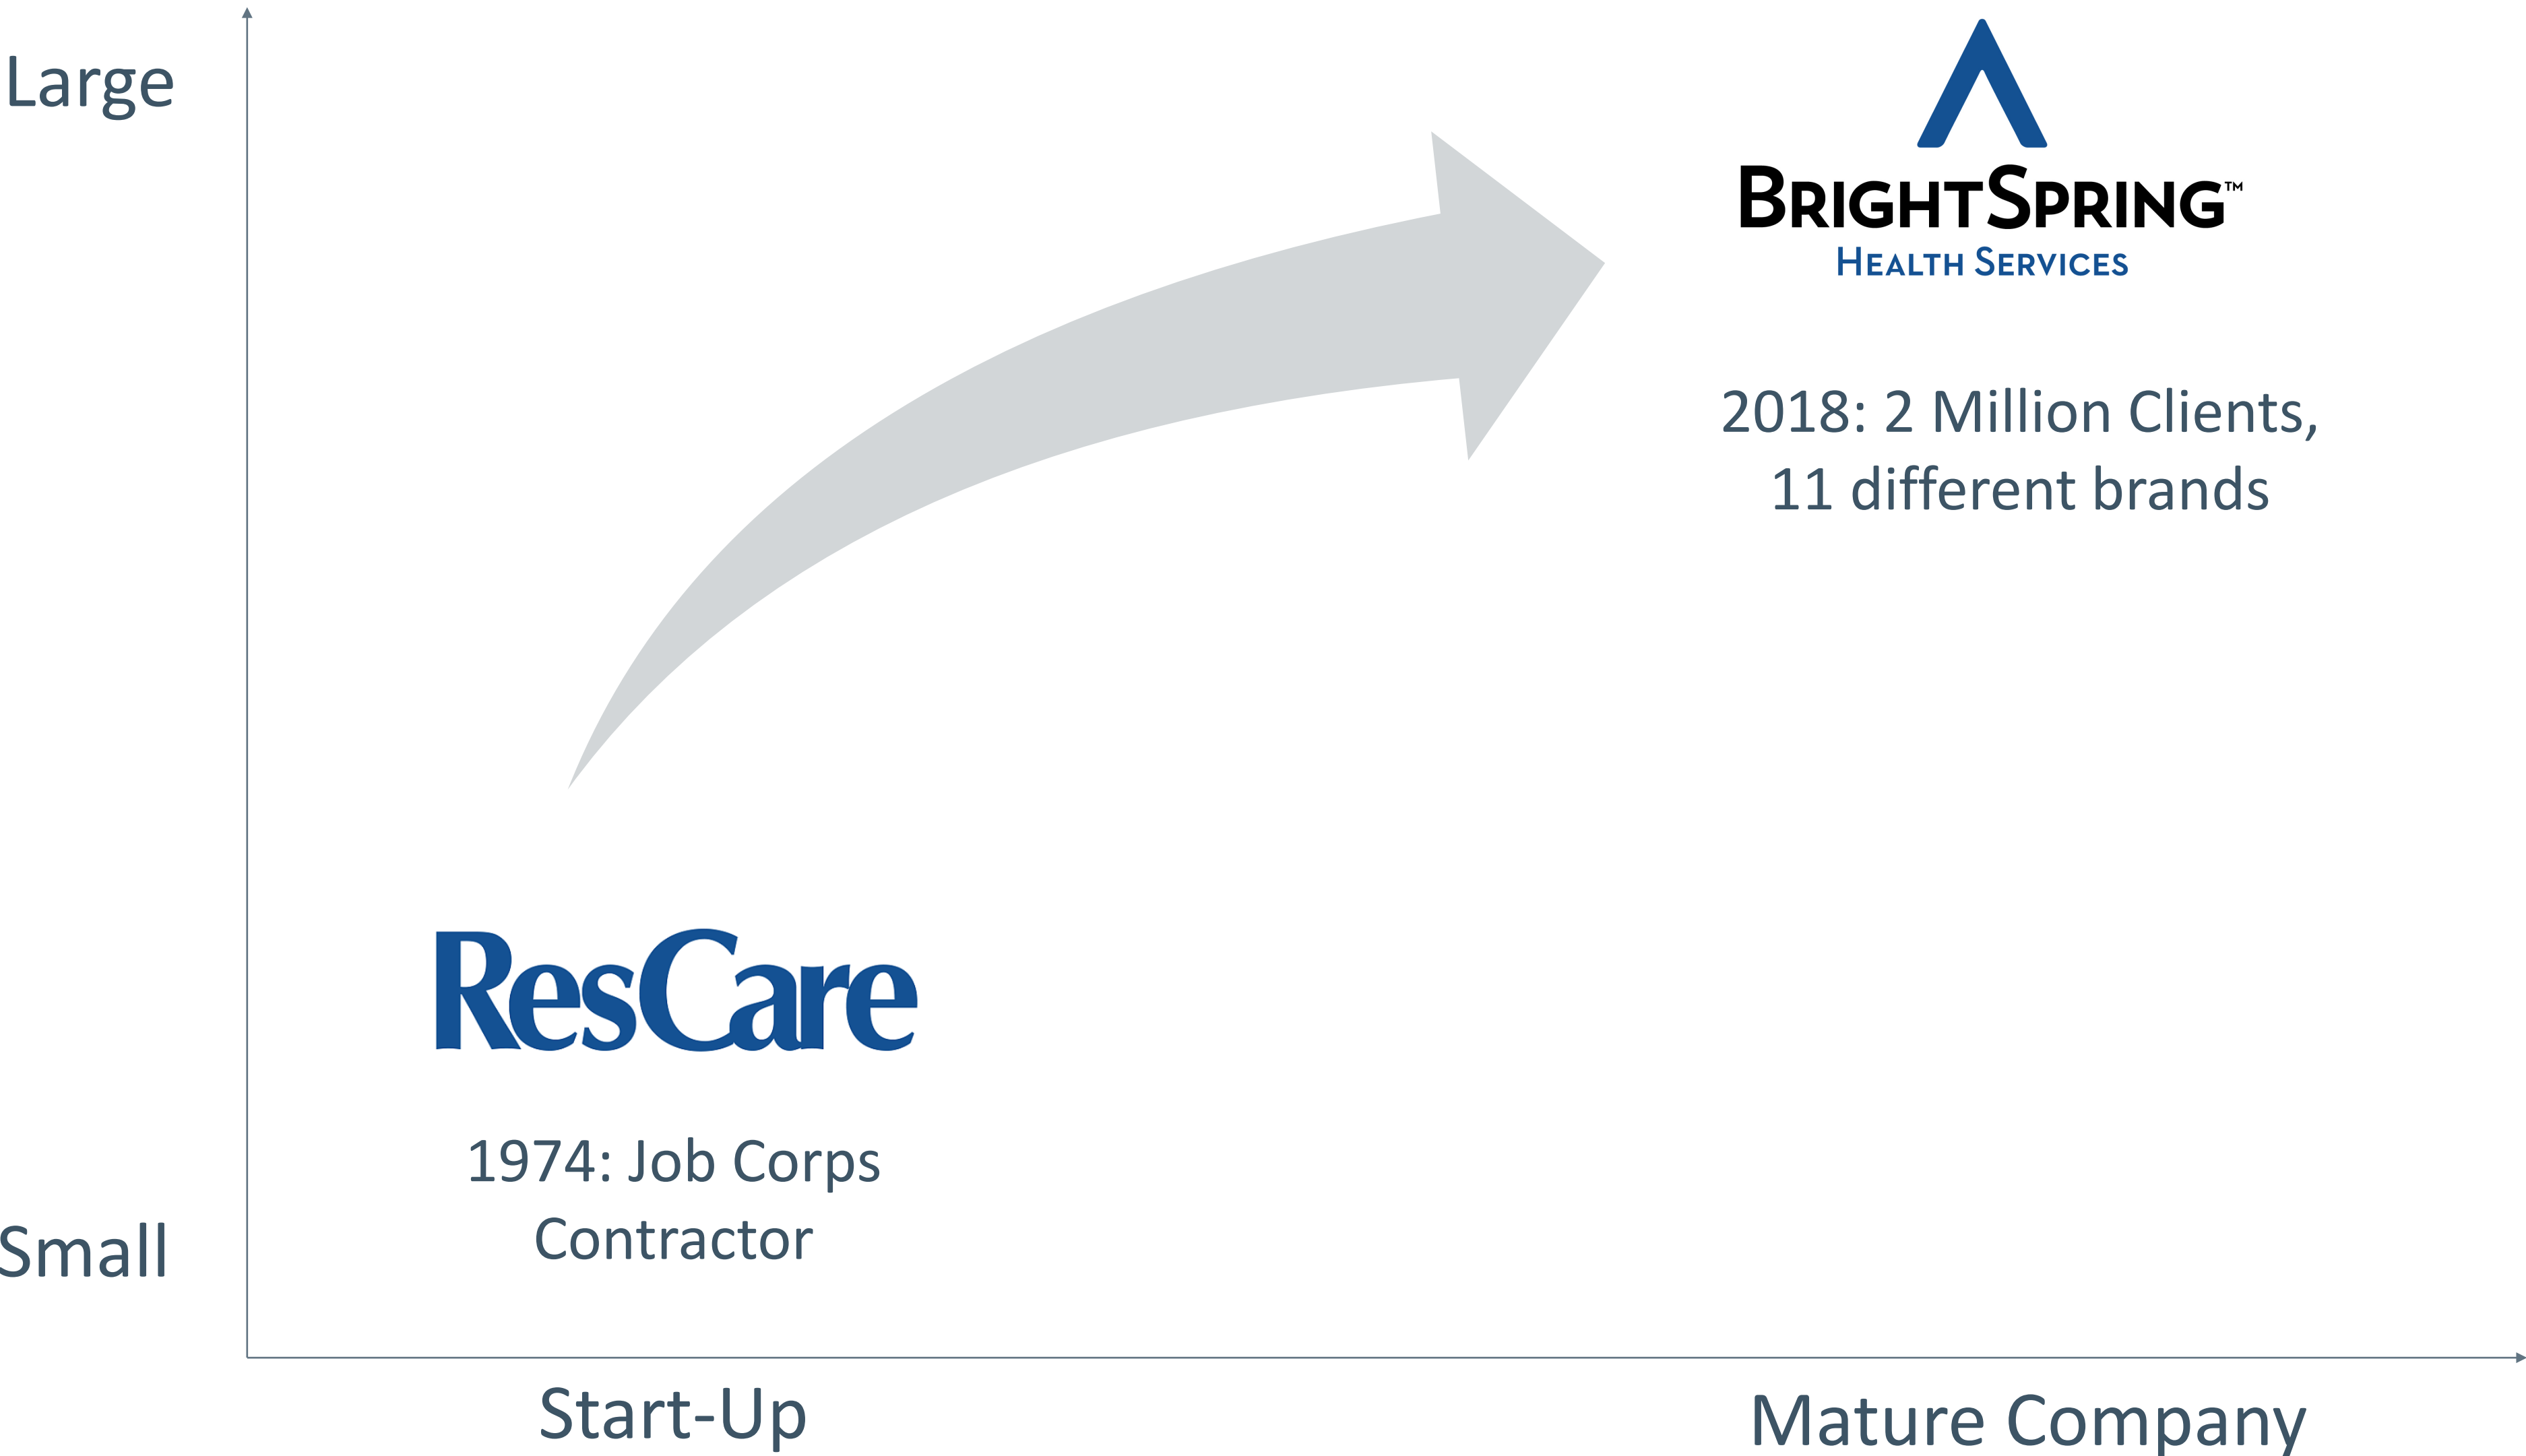 Large
BRIGHTSPRING™
HEALTH SERVICES
2018: 2 Million Clients,
11 different brands
ResCare
1974: Job Corps
Contractor
Small
Start-Up
Mature Company